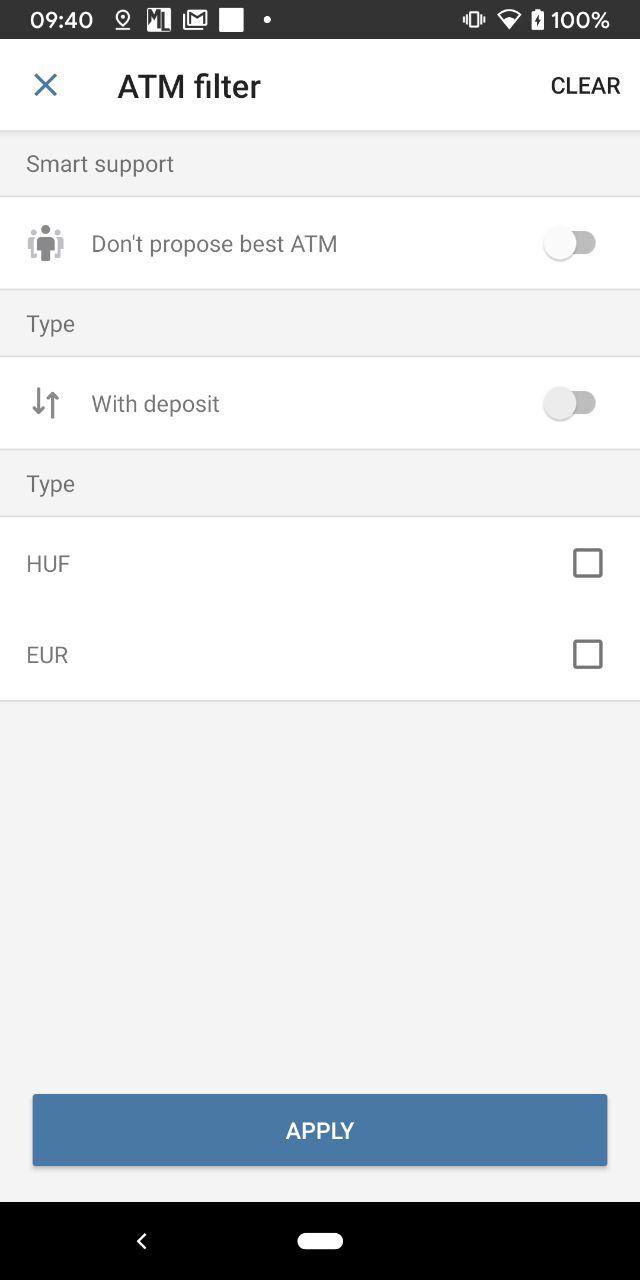 09:40 ML M 100%
ATM filter CLEAR
Smart support
Don't propose best ATM
Type
With deposit
Type
HUF
EUR
APPLY